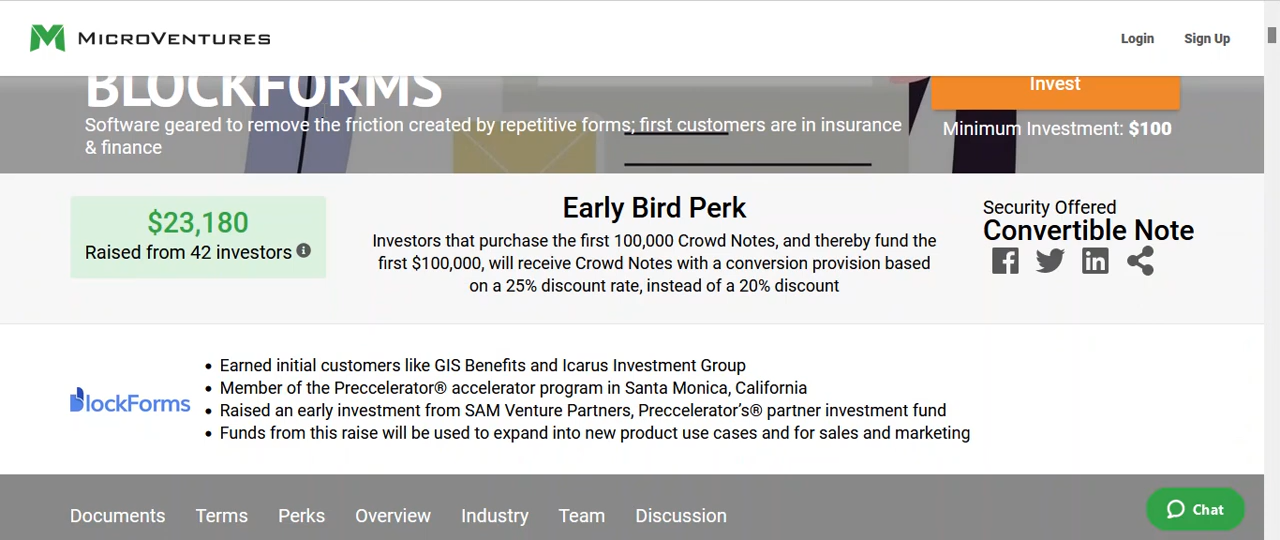 MICROVENTURES
Login
Sign Up
BLOCKFORMS
Software geared to remove the friction created by repetitive forms; first customers are in insurance
& finance
Invest
Minimum Investment: $100
$23,180
Raised from 42 investors
Early Bird Perk
Investors that purchase the first 100,000 Crowd Notes, and thereby fund the
first $100,000, will receive Crowd Notes with a conversion provision based
on a 25% discount rate, instead of a 20% discount
Security Offered
Convertible Note
BlockForms
• Earned initial customers like GIS Benefits and Icarus Investment Group
• Member of the Preccelerator® accelerator program in Santa Monica, California
• Raised an early investment from SAM Venture Partners, Preccelerator's® partner investment fund
• Funds from this raise will be used to expand into new product use cases and for sales and marketing
Documents
Terms
Perks
Overview
Industry
Team
Discussion
Chat